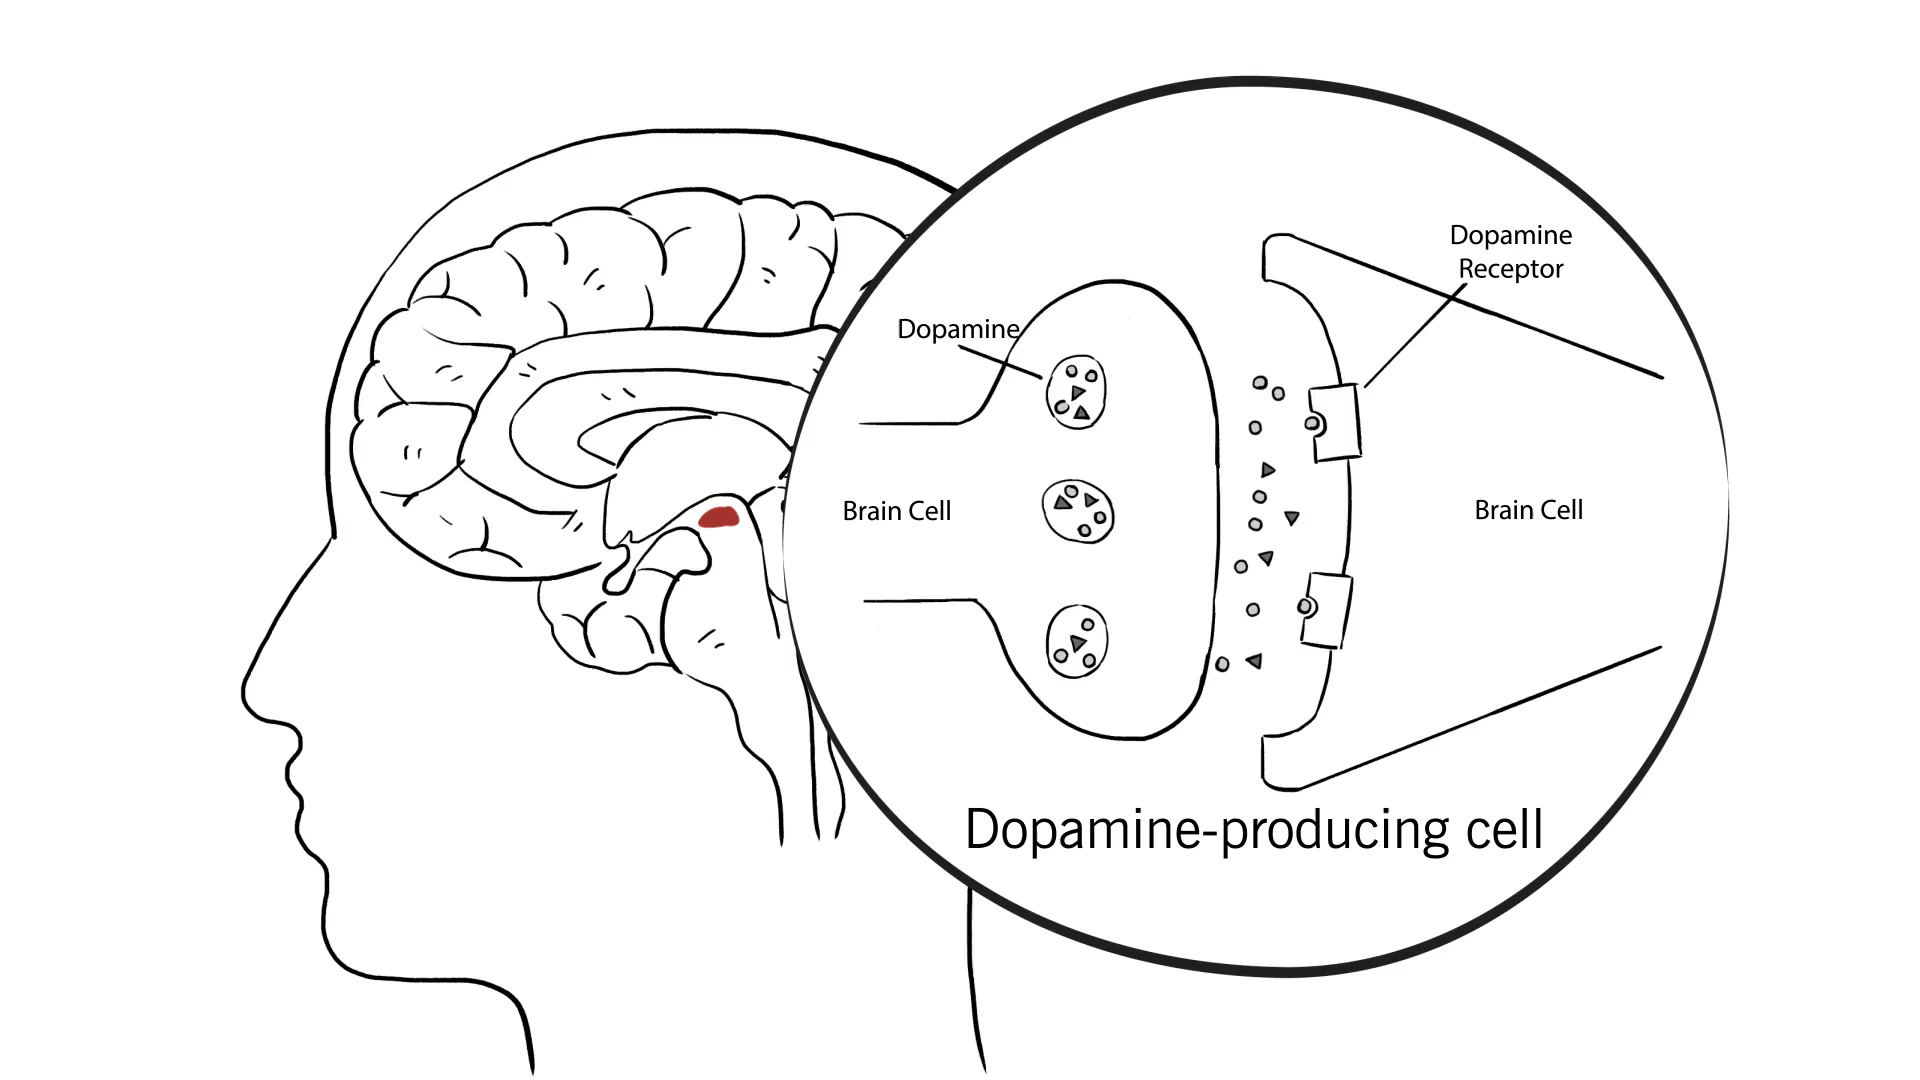 Dopamine
Receptor
Dopamine
Brain Cell
Brain Cell
Dopamine-producing cell